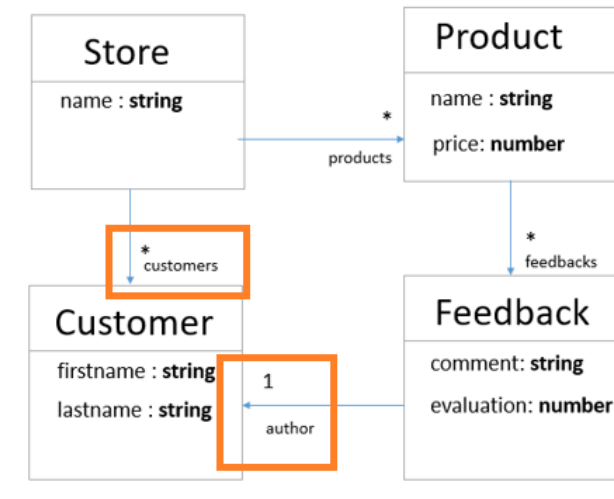 Store
name : string
Product
name : string
price: number
*
products
*
customers
*
feedbacks
Customer
firstname : string
lastname : string
1
author
Feedback
comment: string
evaluation: number